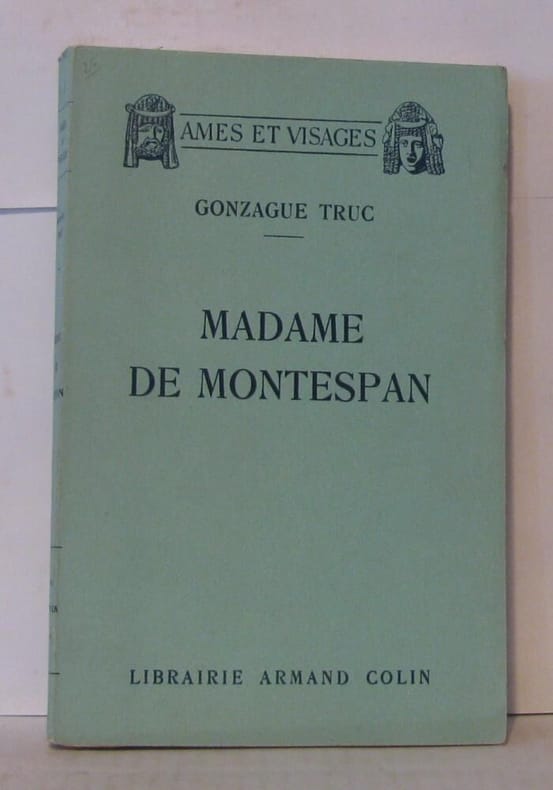 AMES ET VISAGES
GONZAGUE TRUC
MADAME
DE MONTESPAN
LIBRAIRIE ARMAND COLIN